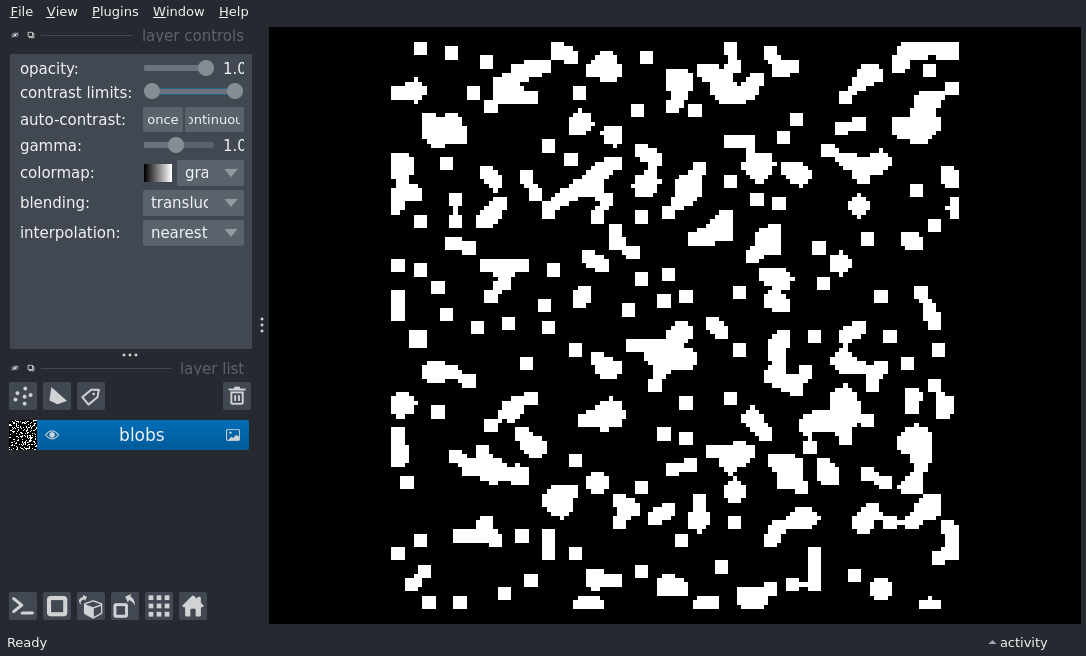 File View Plugins Window Help
layer controls
opacity: 1.0
contrast limits:
auto-contrast: once ontinuou
gamma: 1.0
colormap: gra
blending: transluc
interpolation: nearest
layer list
blobs
Ready
activity